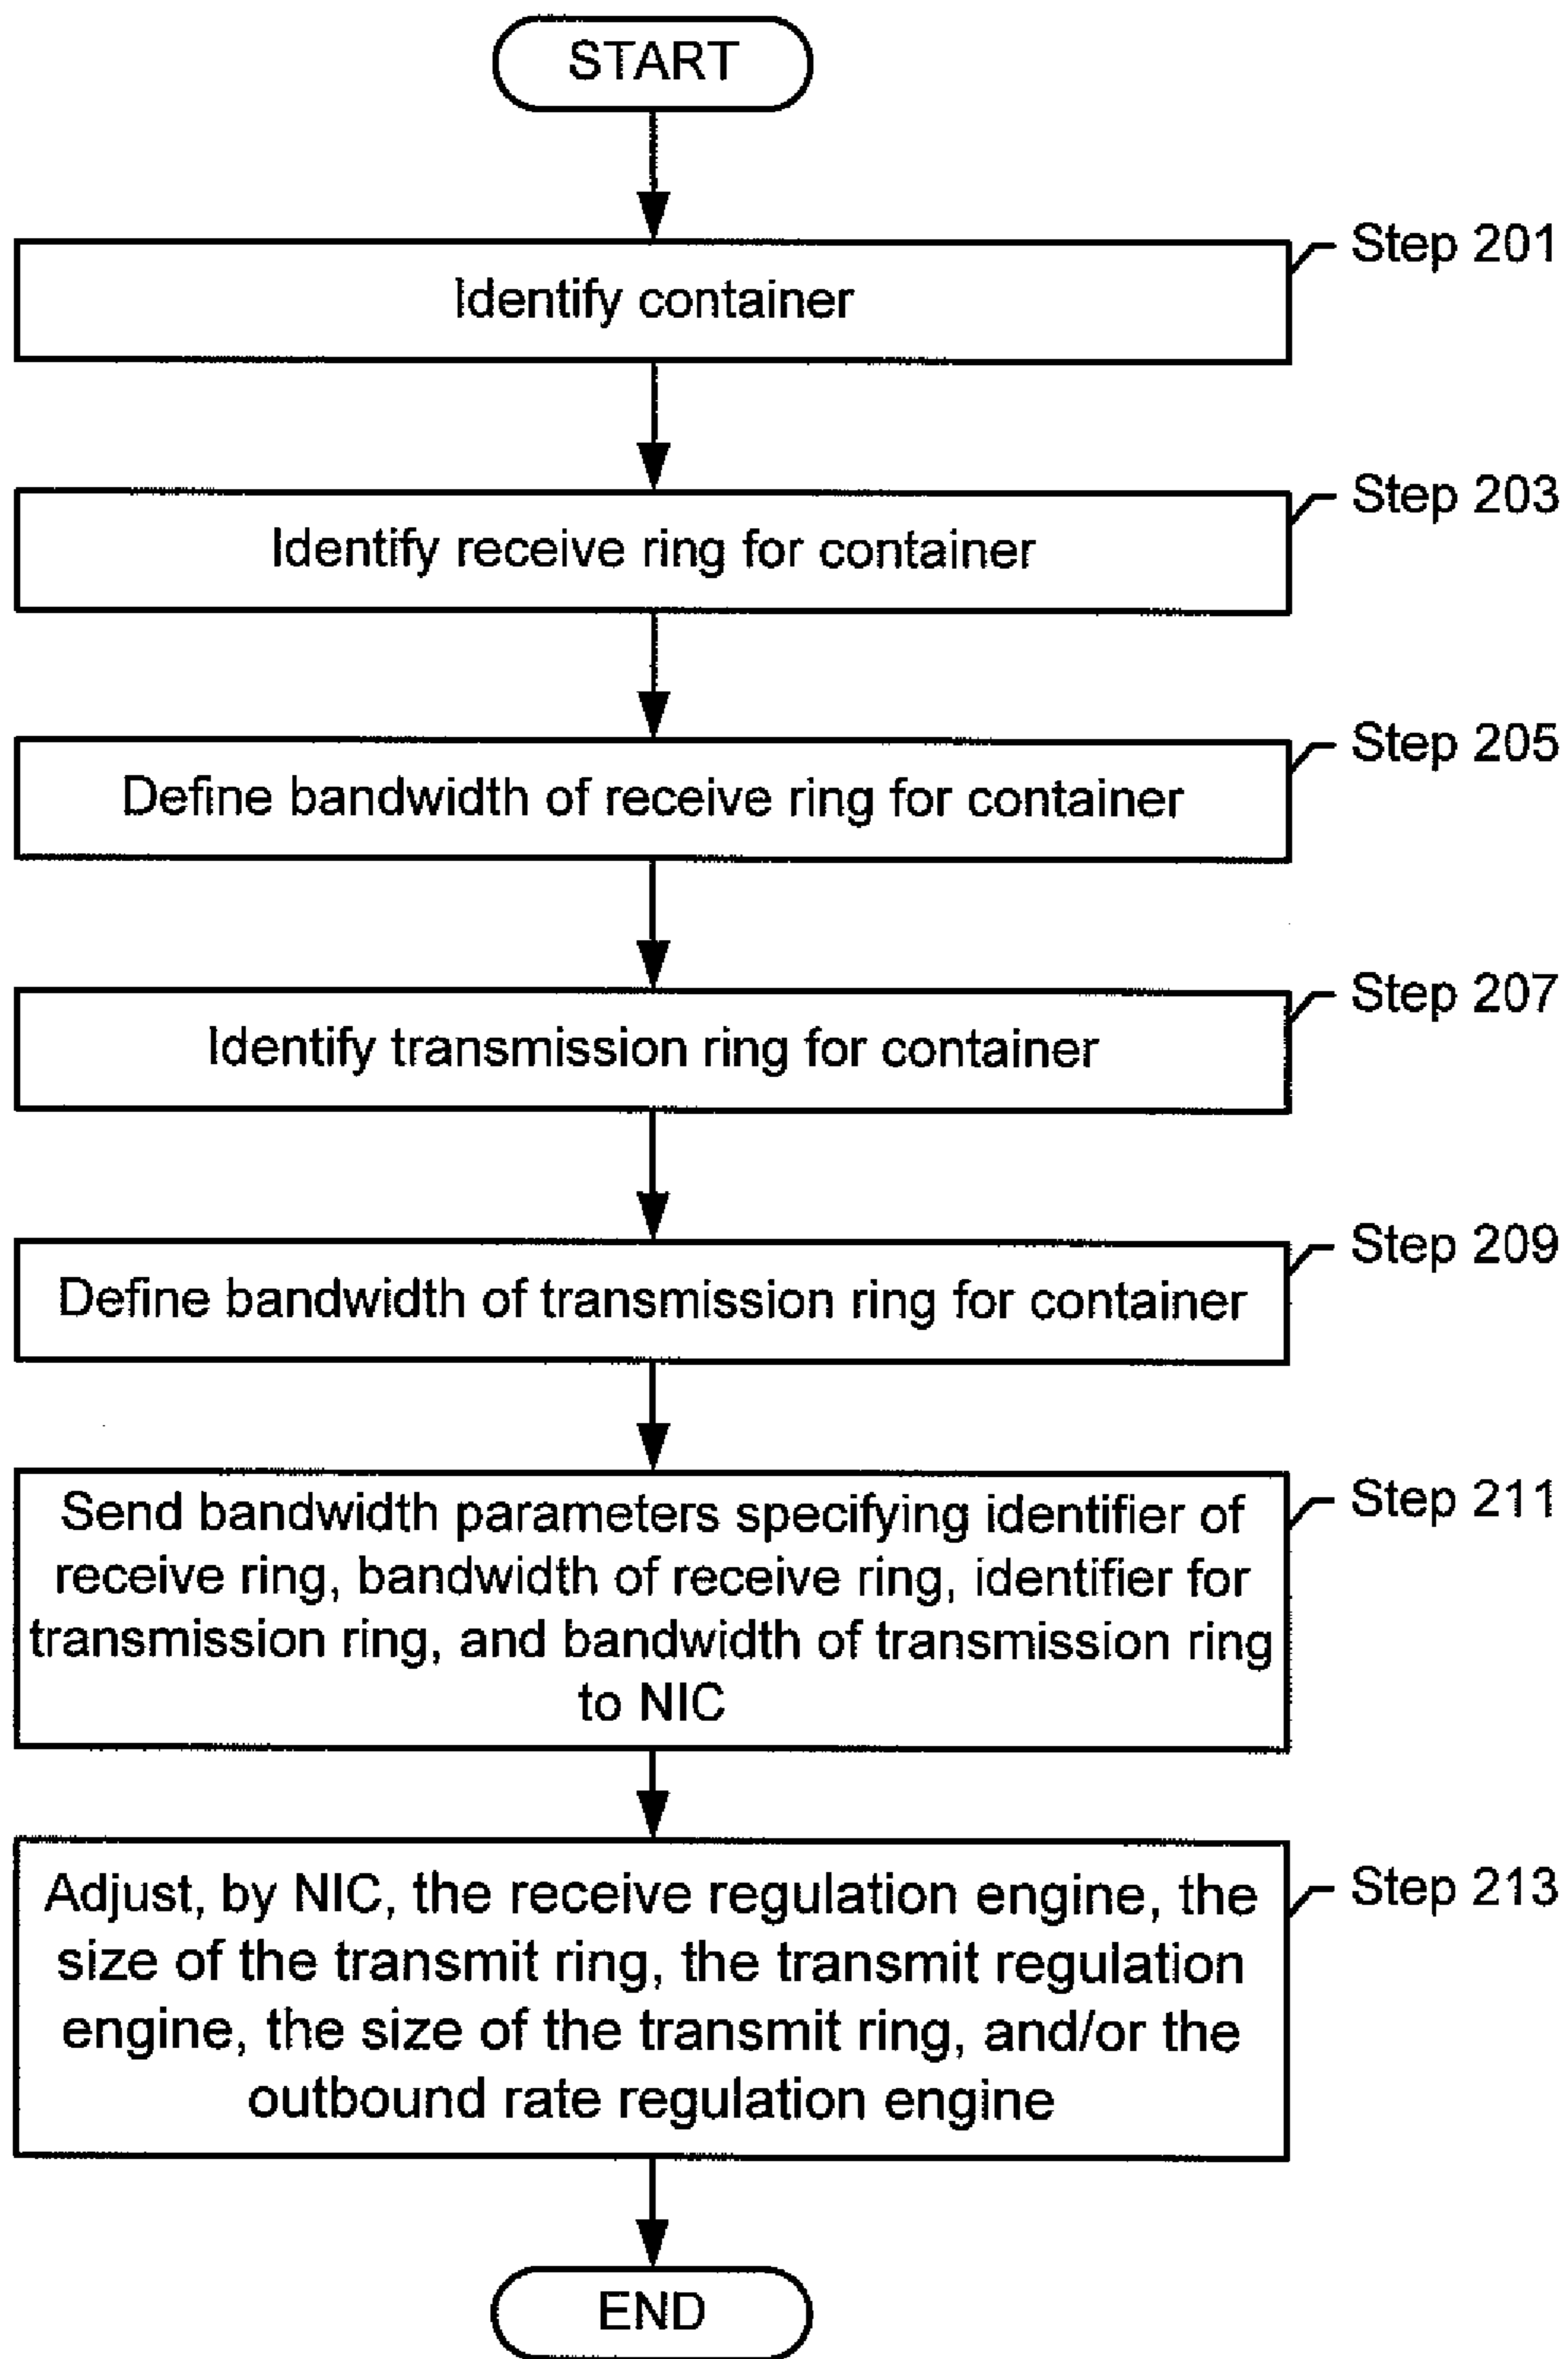 START
Step 201
Identify container
Step 203
Identify receive ring for container
Step 205
Define bandwidth of receive ring for container
Step 207
Identify transmission ring for container
Step 209
Define bandwidth of transmission ring for container
Step 211
Send bandwidth parameters specifying identifier of
receive ring, bandwidth of receive ring, identifier for
transmission ring, and bandwidth of transmission ring
to NIC
Step 213
Adjust, by NIC, the receive regulation engine, the
size of the transmit ring, the transmit regulation
engine, the size of the transmit ring, and/or the
outbound rate regulation engine
END